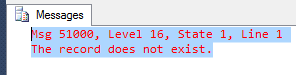 Messages
Msg 51000, Level 16, State 1, Line 1
The record does not exist.